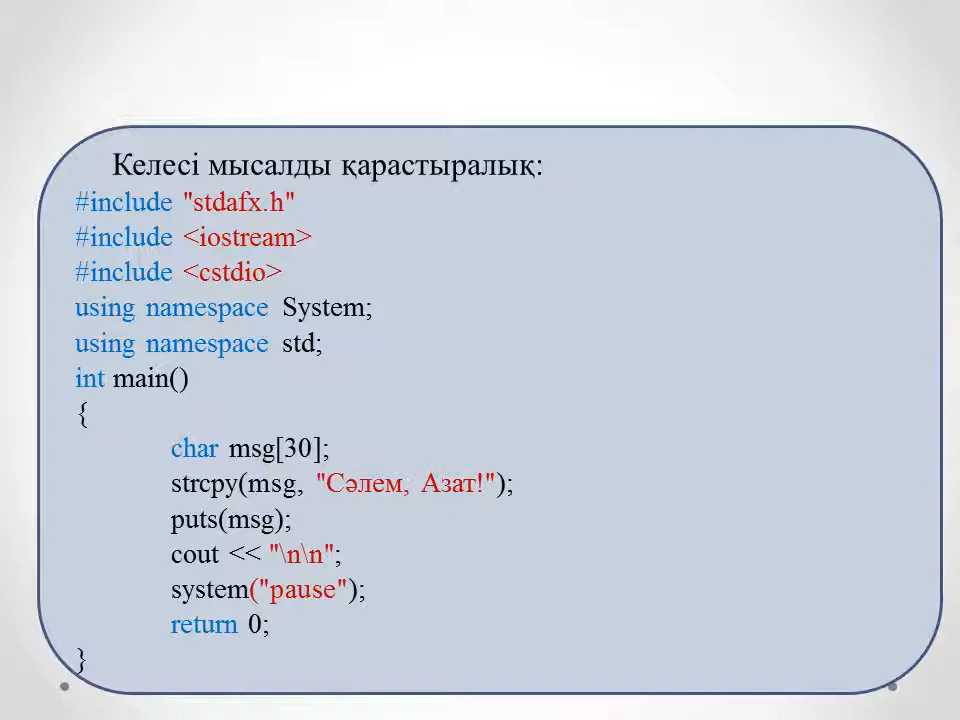 Келесі мысалды қарастыралық:
#include "stdafx.h"
#include <iostream>
#include <cstdio>
using namespace System;
using namespace std;
int main()
{
char msg[30];
strcpy(msg, "Сәлем, Азат!");
puts(msg);
cout << "\n\n";
system("pause");
return 0;
}